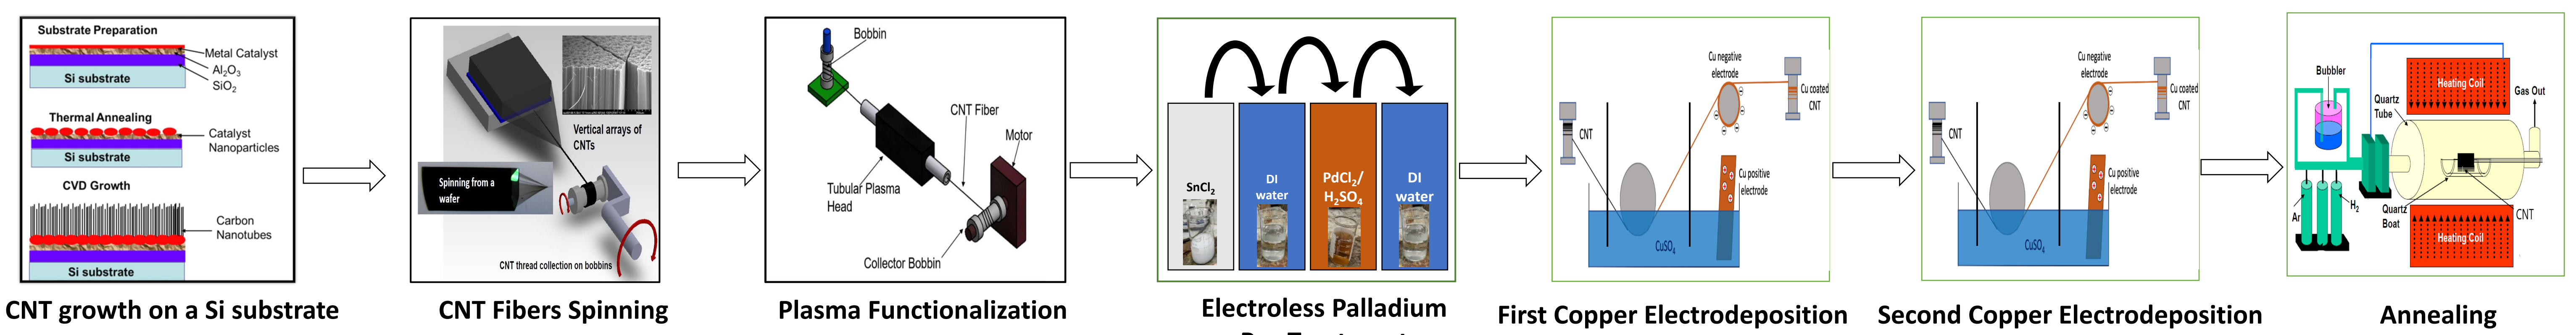 Substrate Preparation
Metal Catalyst
Al2O3
SiO2
Si substrate
Thermal Annealing
Catalyst
Nanoparticles
Si substrate
CVD Growth
Carbon
Nanotubes
Si substrate
CNT growth on a Si substrate
Vertical arrays of
CNTs
Spinning from a
wafer
CNT thread collection on bobbins
CNT Fibers Spinning
Bobbin
CNT Fiber
Motor
Tubular Plasma
Head
Collector Bobbin
Plasma Functionalization
SnCl2
DI
water
PdCl2/
H2SO4
DI
water
Electroless Palladium
Cu negative
electrode
Cu coated
CNT
CNT
Cu positive
electrode
CuSO4
First Copper Electrodeposition
Cu negative
electrode
Cu coated
CNT
CNT
Cu positive
electrode
CuSO4
Second Copper Electrodeposition
Bubbler
Quartz
Tube
Heating Coil
Gas Out
Ar
H2
Quartz
Boat
CNT
Heating Coil
Annealing